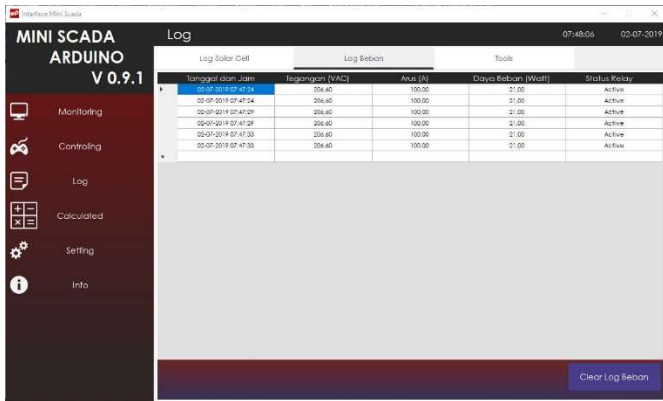 Interface Mini Scada
MINI SCADA
ARDUINO
V 0.9.1
Monitoring
Controling
Log
Calculated
Setting
Info
Log
07:48:06 02-07-2019
Log Solar Cell Log Beban Tools
Tanggal dan Jam Tegangan (VAC) Arus (A) Daya Beban (Watt) Status Relay
02-07-2019 07:47:24 206,60 100,00 21,00 Active
02-07-2019 07:47:24 206,60 100,00 21,00 Active
02-07-2019 07:47:29 206,60 100,00 21,00 Active
02-07-2019 07:47:29 206,60 100,00 21,00 Active
02-07-2019 07:47:33 206,60 100,00 21,00 Active
02-07-2019 07:47:33 206,60 100,00 21,00 Active
Clear Log Beban